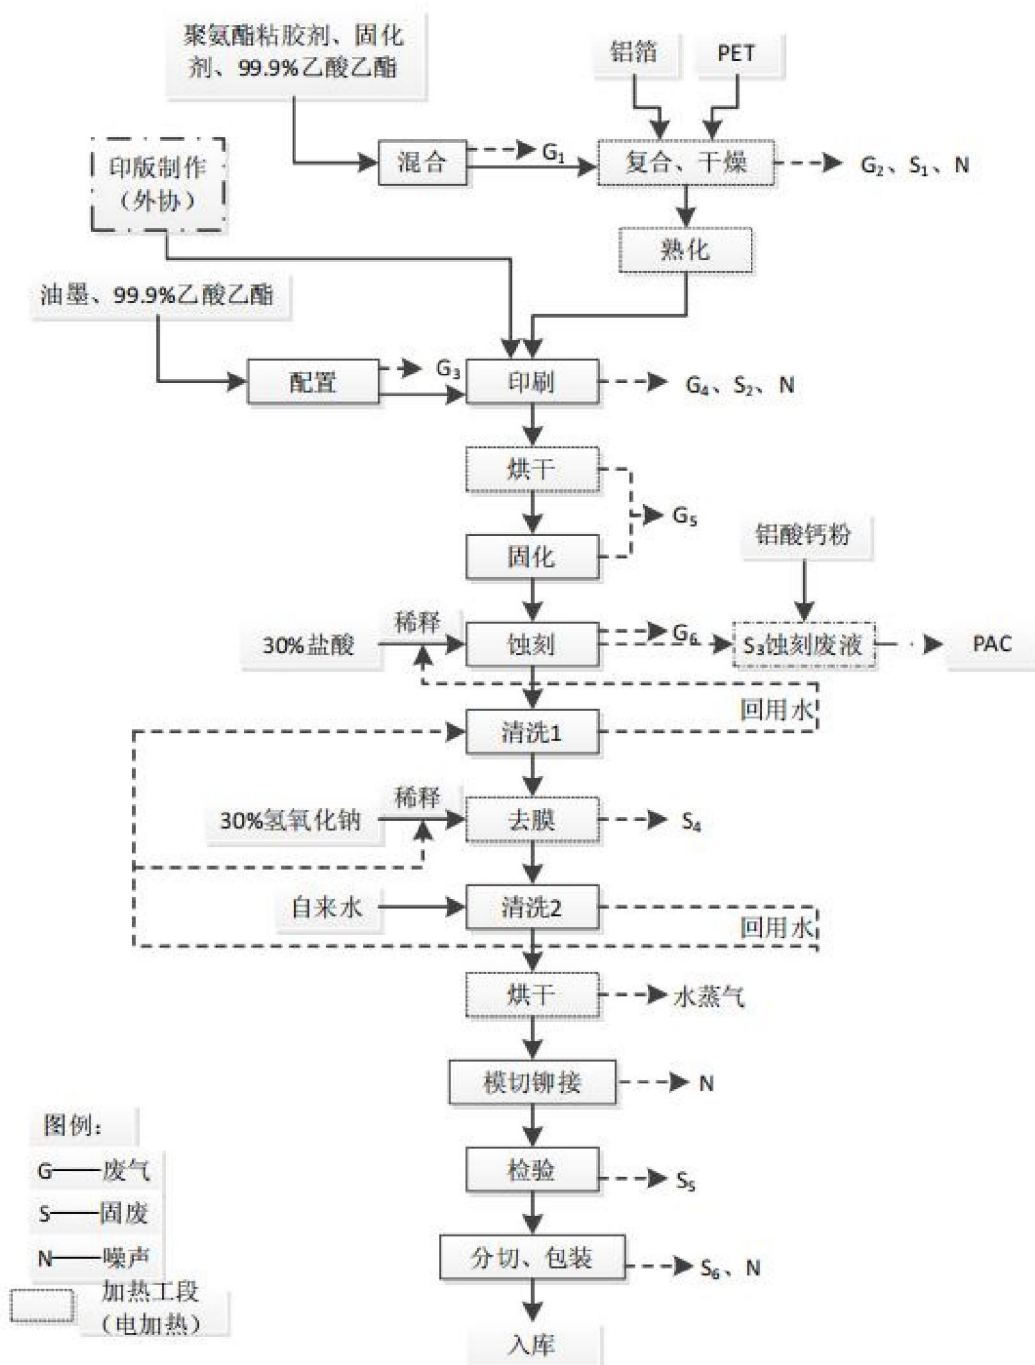 聚氨酯粘胶剂、固化
剂、99.9%乙酸乙酯
铝箔
PET
印版制作
（外协）
混合
G₁
复合、干燥
G₂、S₁、N
熟化
油墨、99.9%乙酸乙酯
配置
G₃
印刷
G₄、S₂、N
烘干
G₅
固化
铝酸钙粉
30%盐酸
稀释
蚀刻
G₆
S₃蚀刻废液
PAC
回用水
清洗1
30%氢氧化钠
稀释
去膜
S₄
自来水
清洗2
回用水
烘干
水蒸气
模切铆接
N
检验
S₅
分切、包装
S₆、N
入库
图例：
G——废气
S——固废
N——噪声
加热工段
（电加热）